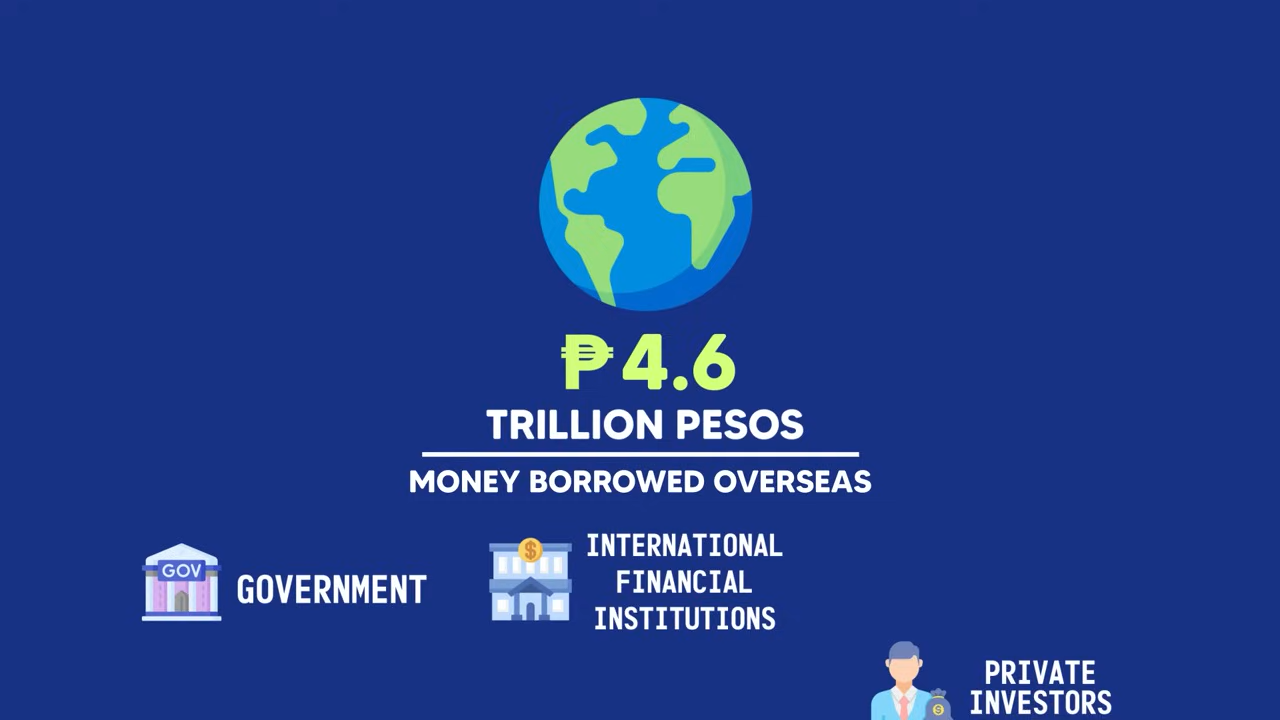 ₱4.6
TRILLION PESOS
MONEY BORROWED OVERSEAS
GOV
GOVERNMENT
$
INTERNATIONAL
FINANCIAL
INSTITUTIONS
$
PRIVATE
INVESTORS